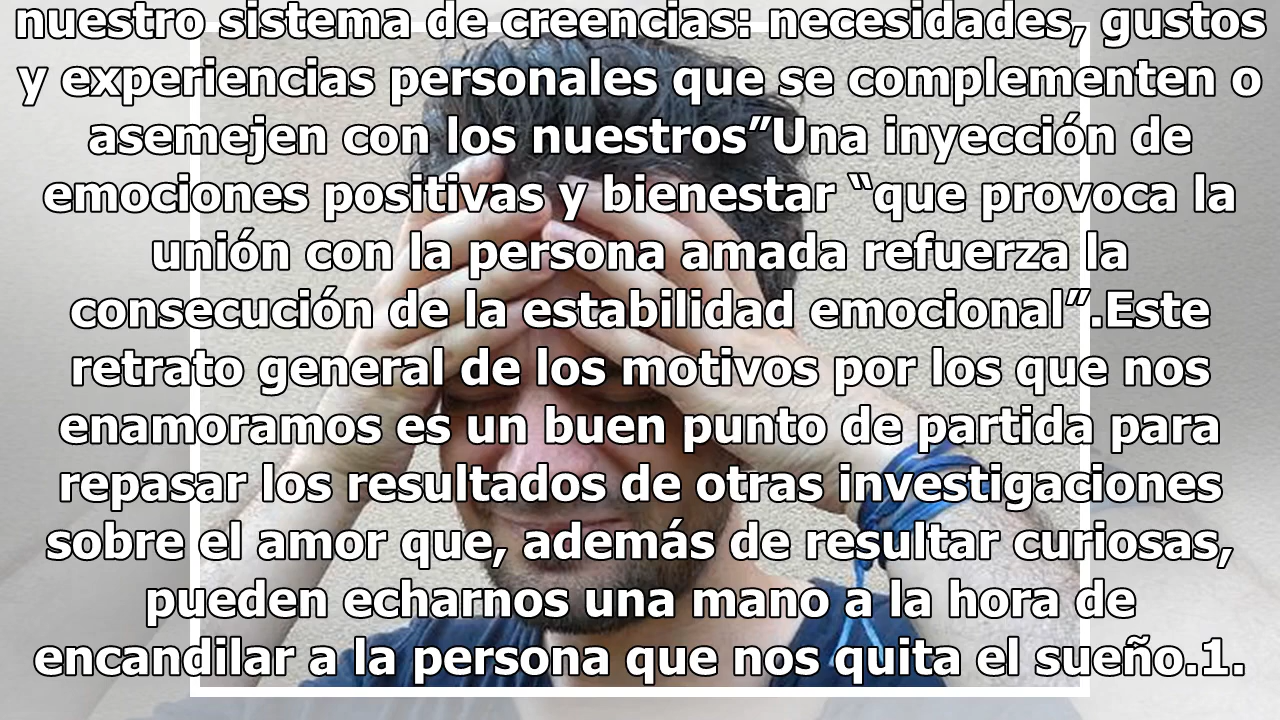 nuestro sistema de creencias: necesidades, gustos
y experiencias personales que se complementen o
asemejen con los nuestros”Una inyección de
emociones positivas y bienestar “que provoca la
unión con la persona amada refuerza la
consecución de la estabilidad emocional”.Este
retrato general de los motivos por los que nos
enamoramos es un buen punto de partida para
repasar los resultados de otras investigaciones
sobre el amor que, además de resultar curiosas,
pueden echarnos una mano a la hora de
encandilar a la persona que nos quita el sueño.1.